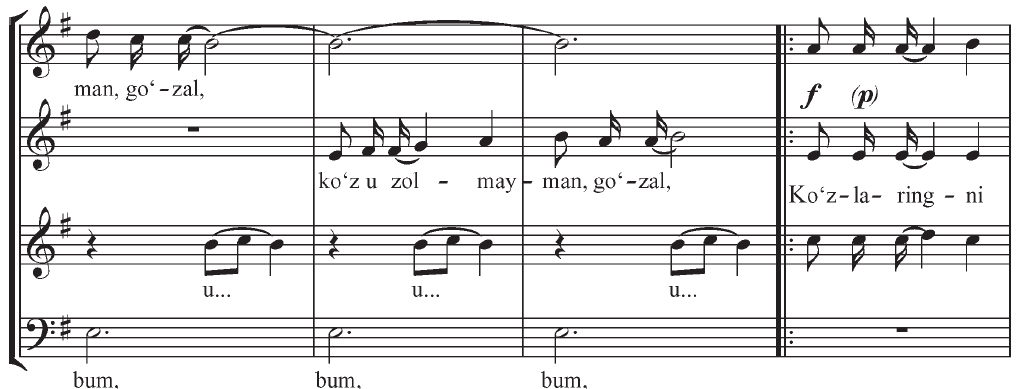 man, go‘-zal,
f (p)
ko‘z u zol - may - man, go‘-zal,
Ko‘z-la-ring-ni
u... u... u...
bum, bum, bum,